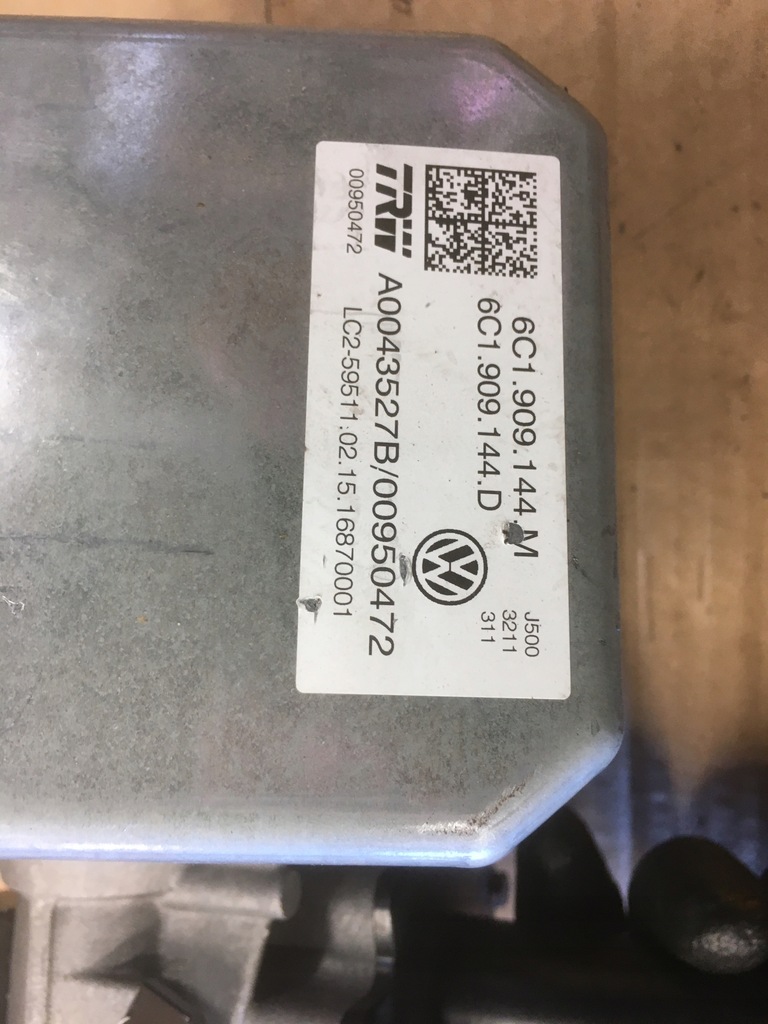 6C1.909.144.M
6C1.909.144.D
J500
3211
311
TRW
A0043527B/00950472
00950472
LC2-59511.02.15.16870001